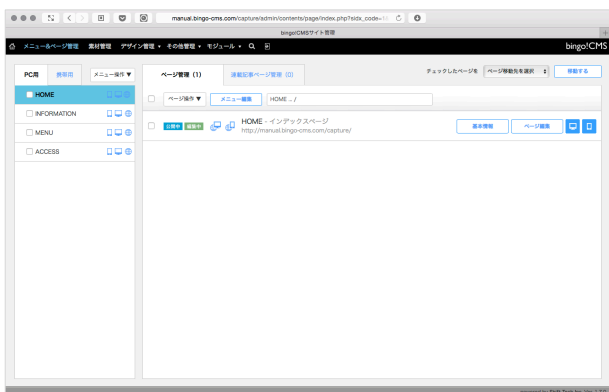 manual.bingo-cms.com/capture/admin/contents/page/index.php?sidx_code=
bingo!CMSサイト管理
メニュー&ページ管理 素材管理 デザイン管理 その他管理 モジュール
bingo!CMS
PC用 携帯用 メニュー操作 ▼
ページ管理 (1) 連載記事ページ管理 (0)
チェックしたページを ページ移動先を選択 移動する
HOME
INFORMATION
MENU
ACCESS
ページ操作 ▼ メニュー編集 HOME ... /
公開中 編集中 HOME - インデックスページ
http://manual.bingo-cms.com/capture/
基本情報 ページ編集
powered by Shift Tech Inc.